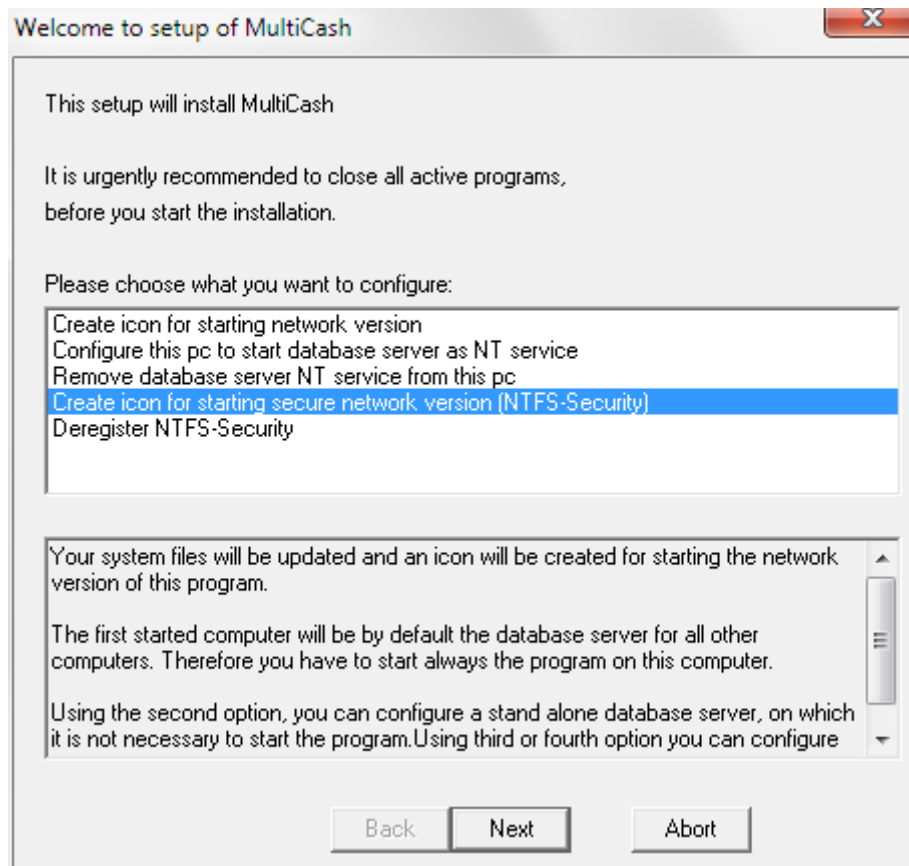 Welcome to setup of MultiCash
This setup will install MultiCash
It is urgently recommended to close all active programs,
before you start the installation.
Please choose what you want to configure:
Create icon for starting network version
Configure this pc to start database server as NT service
Remove database server NT service from this pc
Create icon for starting secure network version (NTFS-Security)
Deregister NTFS-Security
Your system files will be updated and an icon will be created for starting the network
version of this program.
The first started computer will be by default the database server for all other
computers. Therefore you have to start always the program on this computer.
Using the second option, you can configure a stand alone database server, on which
it is not necessary to start the program.Using third or fourth option you can configure
Back Next Abort